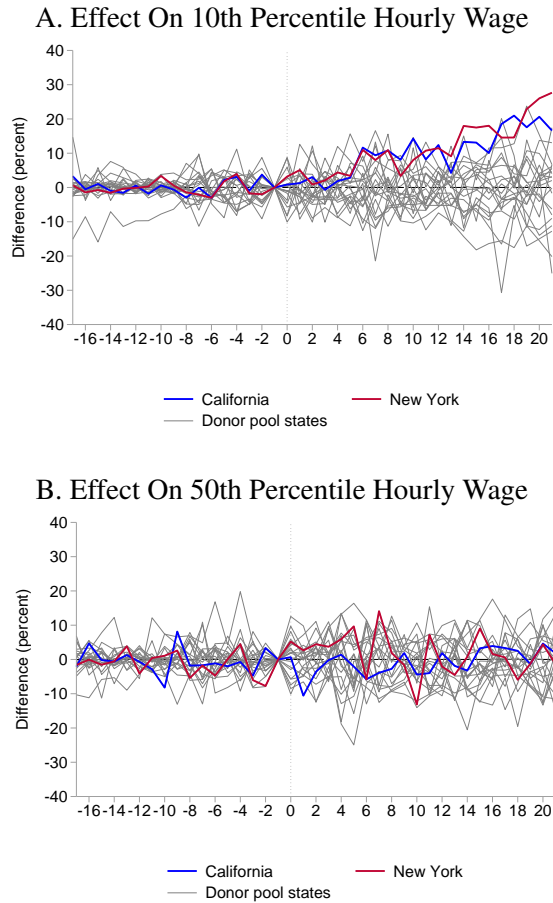 A. Effect On 10th Percentile Hourly Wage
40
30
20
10
0
-10
-20
-30
-40
Difference (percent)
-16 -14 -12 -10 -8 -6 -4 -2 0 2 4 6 8 10 12 14 16 18 20
California New York
Donor pool states
B. Effect On 50th Percentile Hourly Wage
40
30
20
10
0
-10
-20
-30
-40
Difference (percent)
-16 -14 -12 -10 -8 -6 -4 -2 0 2 4 6 8 10 12 14 16 18 20
California New York
Donor pool states